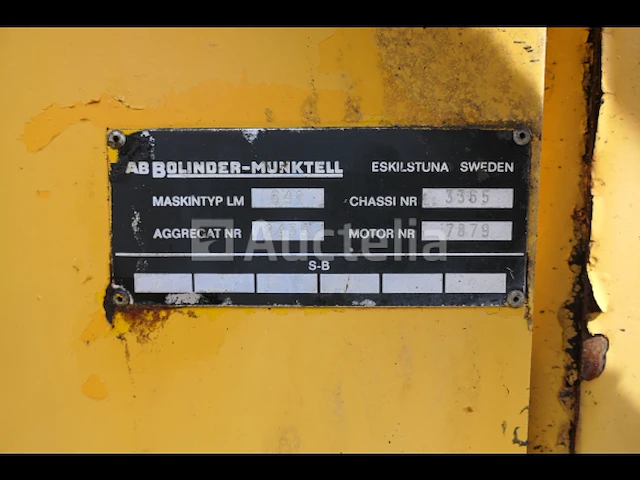 AB BOLINDER-MUNKTELL ESKILSTUNA SWEDEN
MASKINTYP LM CHASSI NR 3365
AGGREGAT NR MOTOR NR 7879
Auctelia
S-B